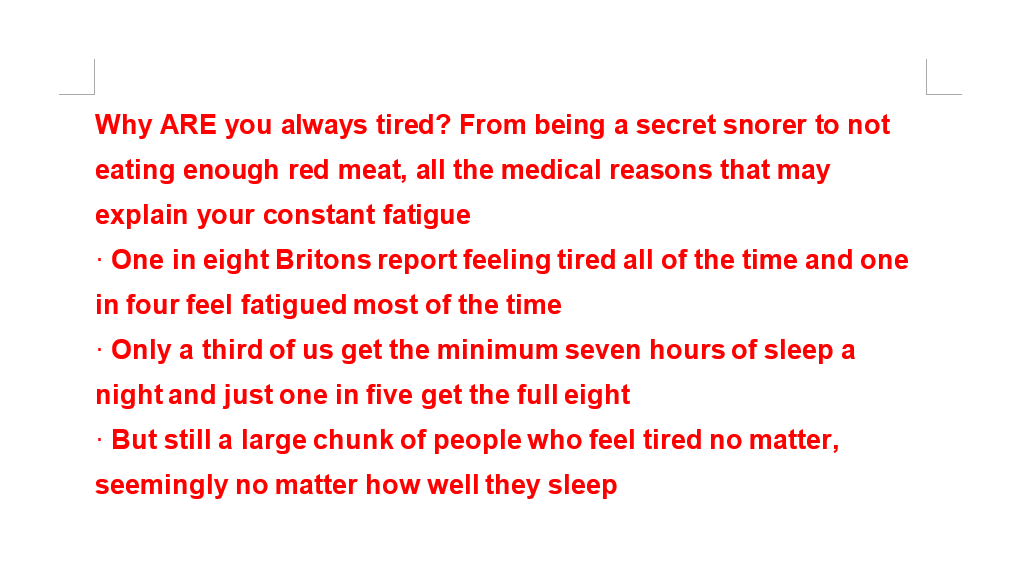 Why ARE you always tired? From being a secret snorer to not
eating enough red meat, all the medical reasons that may
explain your constant fatigue
· One in eight Britons report feeling tired all of the time and one
in four feel fatigued most of the time
· Only a third of us get the minimum seven hours of sleep a
night and just one in five get the full eight
· But still a large chunk of people who feel tired no matter,
seemingly no matter how well they sleep